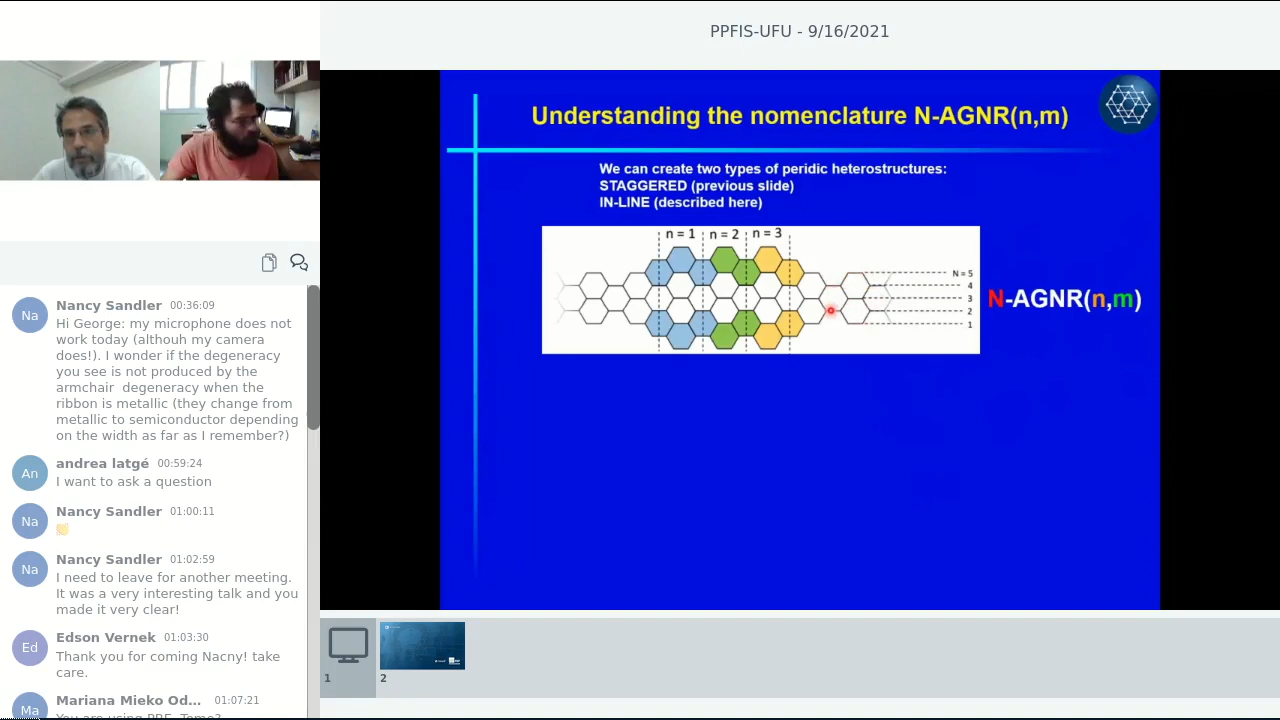 PPFIS-UFU - 9/16/2021
Understanding the nomenclature N-AGNR(n,m)
We can create two types of peridic heterostructures:
STAGGERED (previous slide)
IN-LINE (described here)
n = 1 n = 2 n = 3
N = 5
4
3
2
1
N-AGNR(n,m)
Na
Nancy Sandler 00:36:09
Hi George: my microphone does not
work today (althouh my camera
does!). I wonder if the degeneracy
you see is not produced by the
armchair degeneracy when the
ribbon is metallic (they change from
metallic to semiconductor depending
on the width as far as I remember?)
An
andrea latgé 00:59:24
I want to ask a question
Na
Nancy Sandler 01:00:11
Na
Nancy Sandler 01:02:59
I need to leave for another meeting.
It was a very interesting talk and you
made it very clear!
Ed
Edson Vernek 01:03:30
Thank you for coming Nacny! take
care.
Ma
Mariana Mieko Od... 01:07:21
You are using PBE, Tome?
1
2